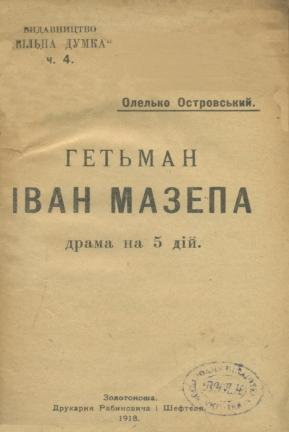 ВИДАВНИЦТВО
ВІЛЬНА ДУМКА“
ч. 4.
Олелько Островський.
ГЕТЬМАН
ІВАН МАЗЕПА
драма на 5 дій.
Золотоноша.
Друкарня Рабиновича і Шефтеля.
1918.